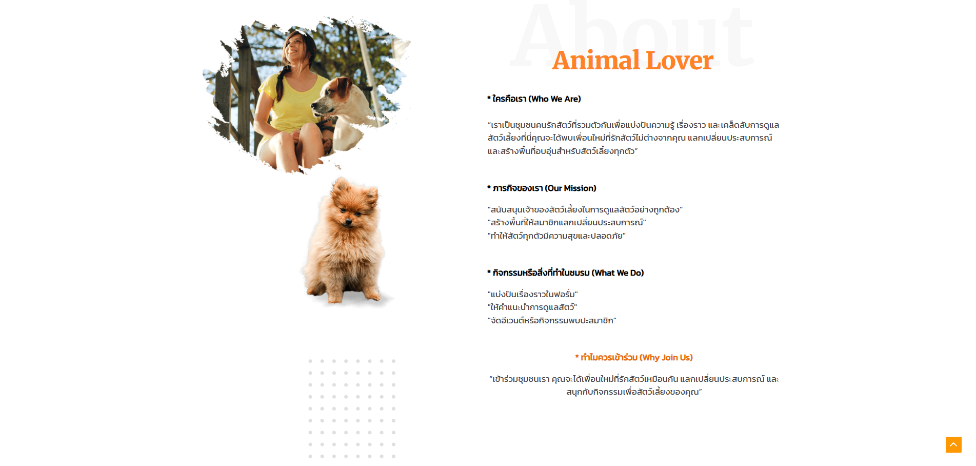 About
Animal Lover
* ใครคือเรา (Who We Are)
"เราเป็นชุมชนคนรักสัตว์ที่รวมตัวกันเพื่อแบ่งปันความรู้ เรื่องราว และเคล็ดลับการดูแล
สัตว์เลี้ยงที่นี่คุณจะได้พบเพื่อนใหม่ที่รักสัตว์ไม่ต่างจากคุณ แลกเปลี่ยนประสบการณ์
และสร้างพื้นที่อบอุ่นสำหรับสัตว์เลี้ยงทุกตัว"
* ภารกิจของเรา (Our Mission)
"สนับสนุนเจ้าของสัตว์เลี้ยงในการดูแลสัตว์อย่างถูกต้อง"
"สร้างพื้นที่ให้สมาชิกแลกเปลี่ยนประสบการณ์"
"ทำให้สัตว์ทุกตัวมีความสุขและปลอดภัย"
* กิจกรรมหรือสิ่งที่ทำในชมรม (What We Do)
"แบ่งปันเรื่องราวในฟอรั่ม"
"ให้คำแนะนำการดูแลสัตว์"
"จัดอีเวนต์หรือกิจกรรมพบปะสมาชิก"
* ทำไมควรเข้าร่วม (Why Join Us)
"เข้าร่วมชุมชนเรา คุณจะได้เพื่อนใหม่ที่รักสัตว์เหมือนกัน แลกเปลี่ยนประสบการณ์ และ
สนุกกับกิจกรรมเพื่อสัตว์เลี้ยงของคุณ"